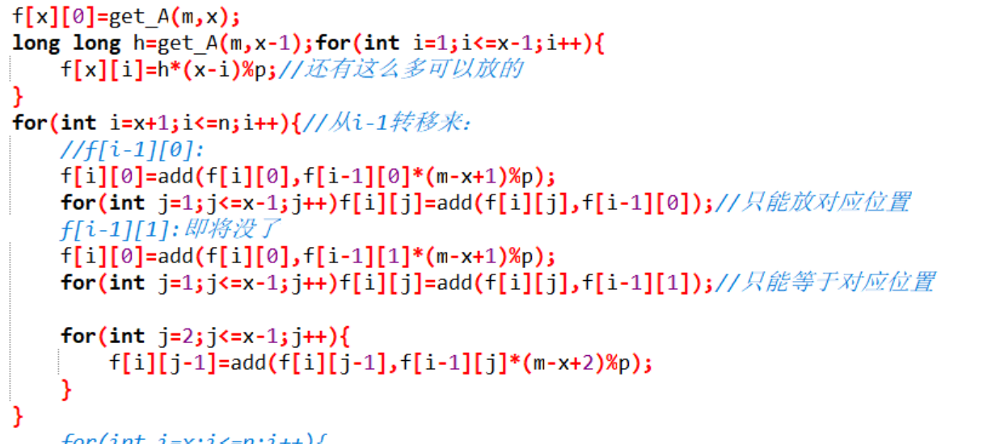 f[x][0]=get_A(m,x);
long long h=get_A(m,x-1);for(int i=1;i<=x-1;i++){
f[x][i]=h*(x-i)%p;//还有这么多可以放的
}
for(int i=x+1;i<=n;i++){//从i-1转移来:
//f[i-1][0]:
f[i][0]=add(f[i][0],f[i-1][0]*(m-x+1)%p);
for(int j=1;j<=x-1;j++)f[i][j]=add(f[i][j],f[i-1][0]);//只能放对应位置
f[i-1][1]:即将没了
f[i][0]=add(f[i][0],f[i-1][1]*(m-x+1)%p);
for(int j=1;j<=x-1;j++)f[i][j]=add(f[i][j],f[i-1][1]);//只能等于对应位置
for(int j=2;j<=x-1;j++){
f[i][j-1]=add(f[i][j-1],f[i-1][j]*(m-x+2)%p);
}
}
for(int i=x;i<=n;i++){